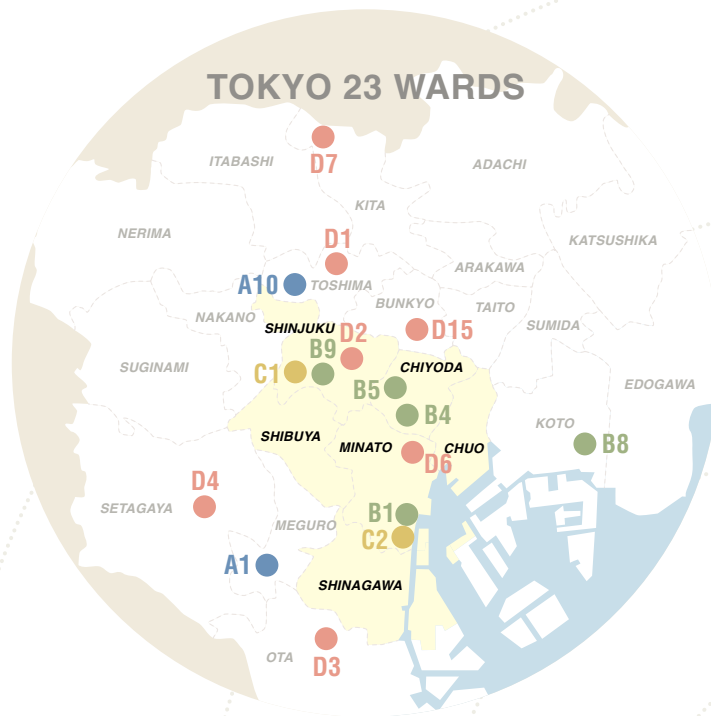 TOKYO 23 WARDS
ITABASHI
D7
ADACHI
KITA
NERIMA
D1
KATSUSHIKA
ARAKAWA
A10
TOSHIMA
BUNKYO
TAITO
NAKANO
SHINJUKU
D2
D15
SUMIDA
B9
SUGINAMI
C1
CHIYODA
B5
EDOGAWA
B4
KOTO
SHIBUYA
MINATO
CHUO
B8
D6
D4
SETAGAYA
B1
MEGURO
C2
A1
SHINAGAWA
OTA
D3